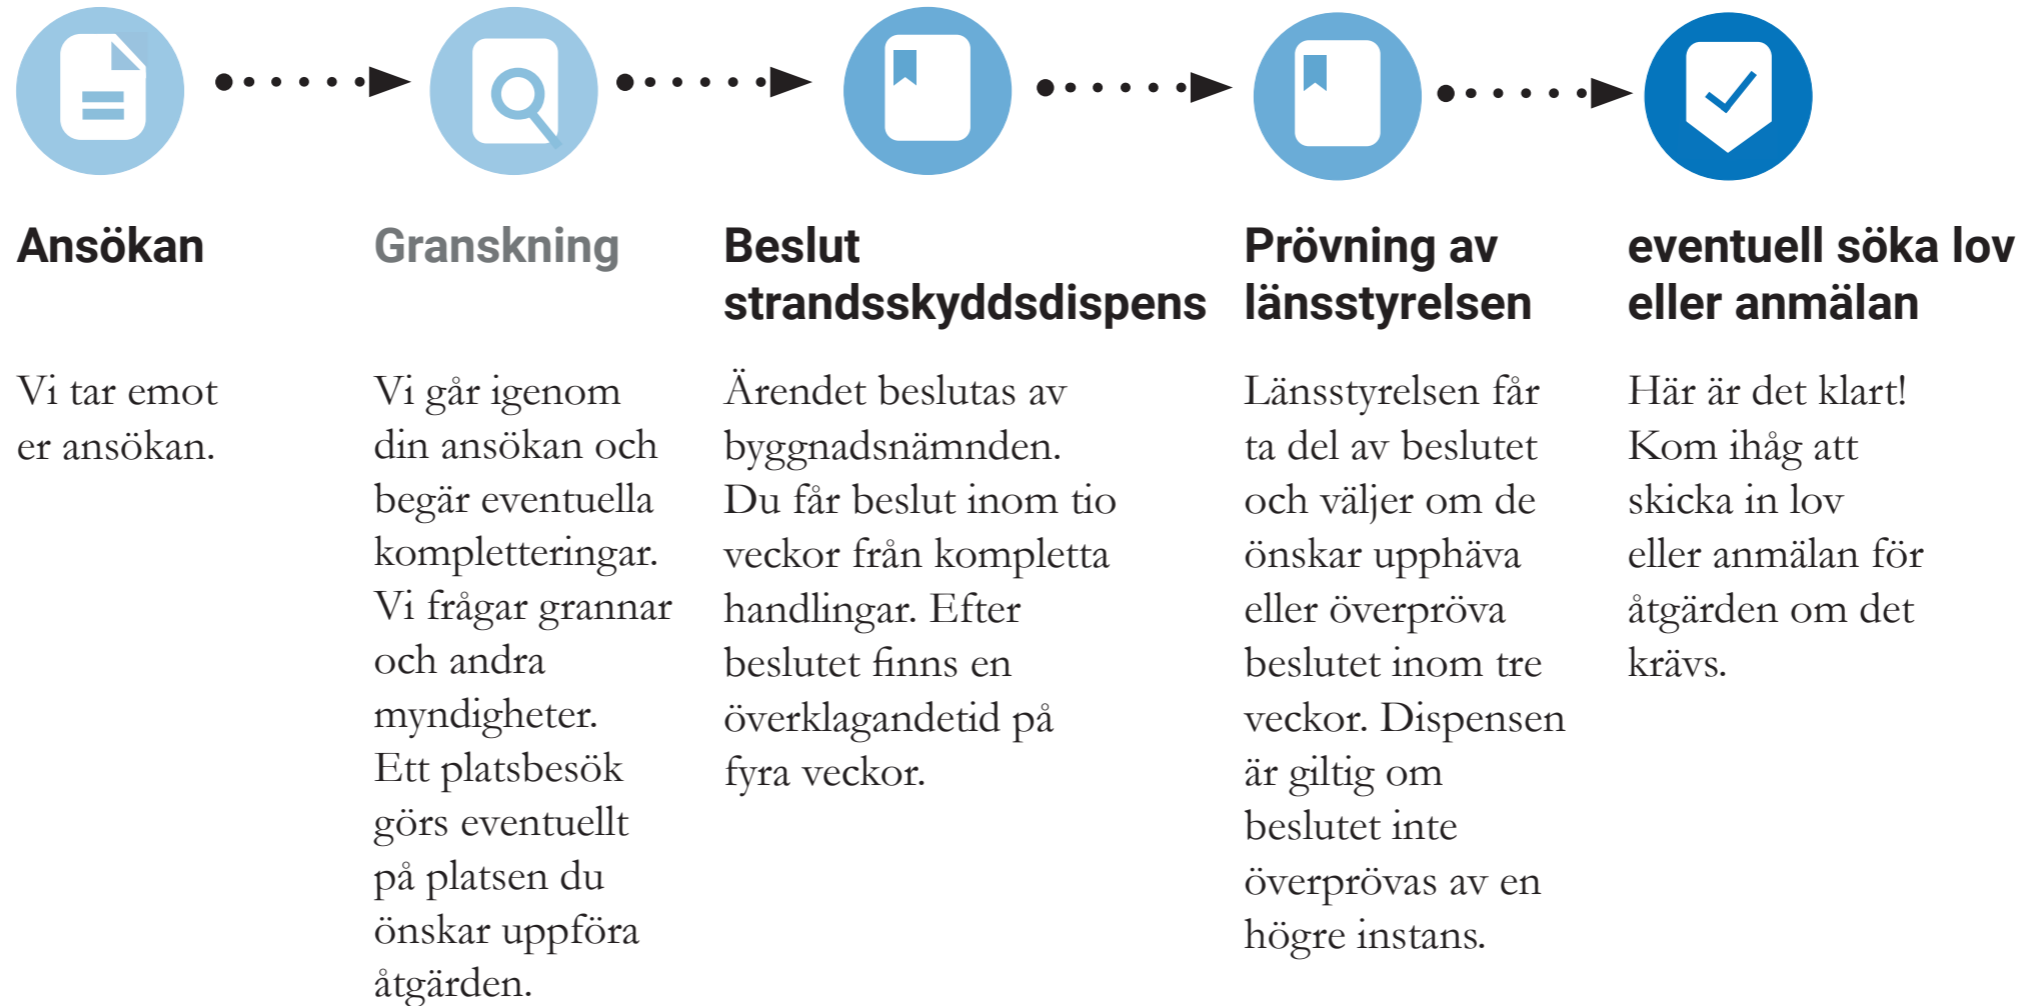 Ansökan
Vi tar emot
er ansökan.
Granskning
Vi går igenom
din ansökan och
begär eventuella
kompletteringar.
Vi frågar grannar
och andra
myndigheter.
Ett platsbesök
görs eventuellt
på platsen du
önskar uppföra
åtgärden.
Beslut
strandsskyddsdispens
Ärendet beslutas av
byggnadsnämnden.
Du får beslut inom tio
veckor från kompletta
handlingar. Efter
beslutet finns en
överklagandetid på
fyra veckor.
Prövning av
länsstyrelsen
Länsstyrelsen får
ta del av beslutet
och väljer om de
önskar upphäva
eller överpröva
beslutet inom tre
veckor. Dispensen
är giltig om
beslutet inte
överprövas av en
högre instans.
eventuell söka lov
eller anmälan
Här är det klart!
Kom ihåg att
skicka in lov
eller anmälan för
åtgärden om det
krävs.